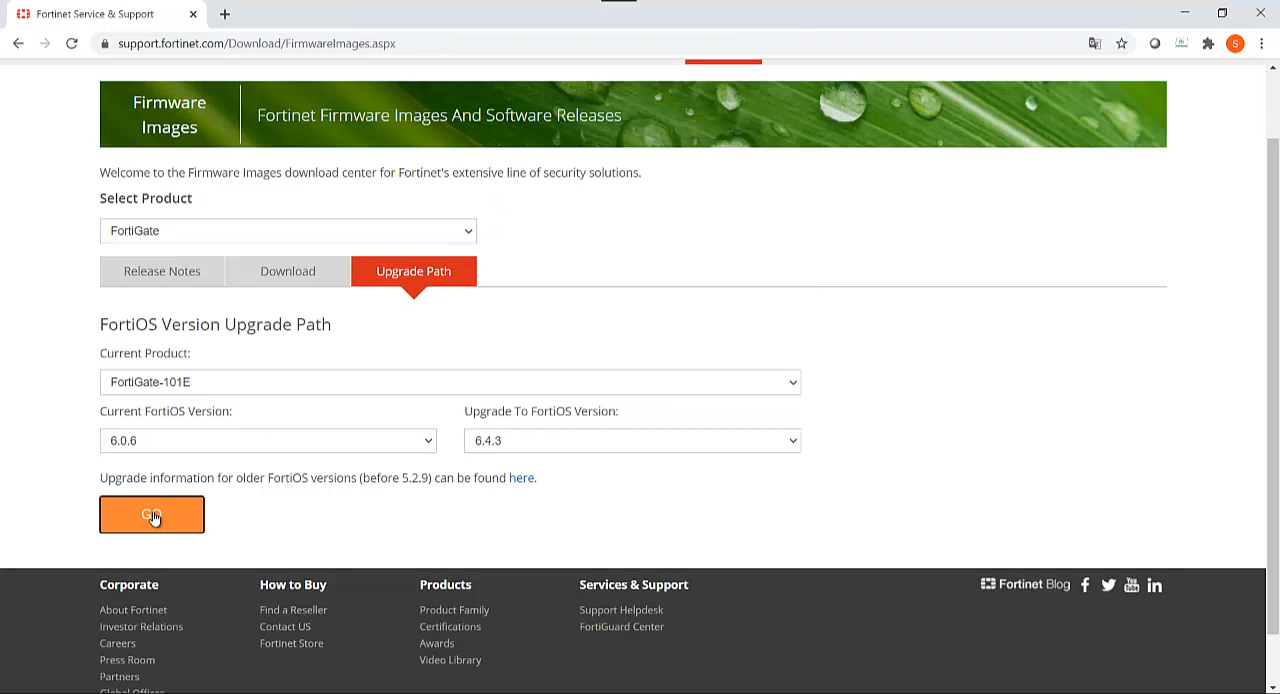 Fortinet Service & Support
support.fortinet.com/Download/FirmwareImages.aspx
S
Firmware
Images
Fortinet Firmware Images And Software Releases
Welcome to the Firmware Images download center for Fortinet's extensive line of security solutions.
Select Product
FortiGate
Release Notes
Download
Upgrade Path
FortiOS Version Upgrade Path
Current Product:
FortiGate-101E
Current FortiOS Version:
Upgrade To FortiOS Version:
6.0.6
6.4.3
Upgrade information for older FortiOS versions (before 5.2.9) can be found here.
GO
Corporate
How to Buy
Products
Services & Support
Fortinet Blog
About Fortinet
Find a Reseller
Product Family
Support Helpdesk
Investor Relations
Contact US
Certifications
FortiGuard Center
Careers
Fortinet Store
Awards
Press Room
Video Library
Partners
Global Offices